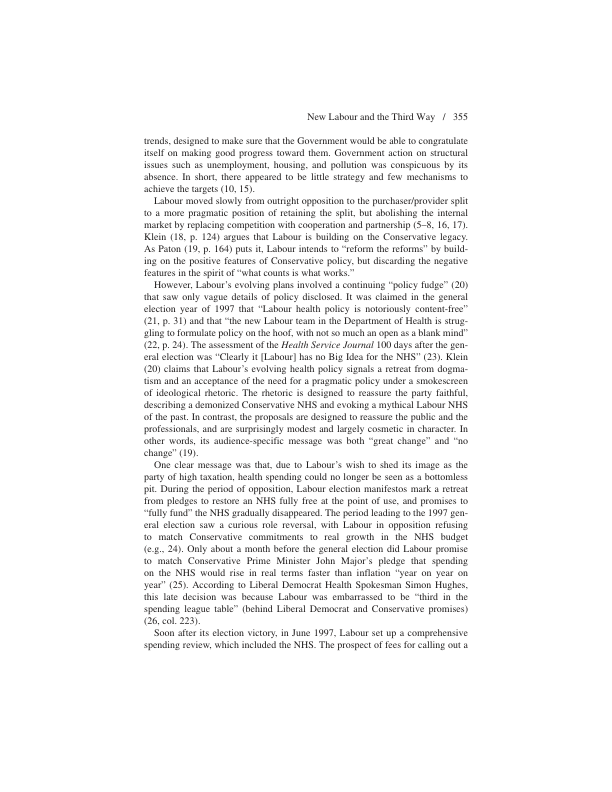 New Labour and the Third Way / 355
trends, designed to make sure that the Government would be able to congratulate
itself on making good progress toward them. Government action on structural
issues such as unemployment, housing, and pollution was conspicuous by its
absence. In short, there appeared to be little strategy and few mechanisms to
achieve the targets (10, 15).
Labour moved slowly from outright opposition to the purchaser/provider split
to a more pragmatic position of retaining the split, but abolishing the internal
market by replacing competition with cooperation and partnership (5–8, 16, 17).
Klein (18, p. 124) argues that Labour is building on the Conservative legacy.
As Paton (19, p. 164) puts it, Labour intends to “reform the reforms” by build-
ing on the positive features of Conservative policy, but discarding the negative
features in the spirit of “what counts is what works.”
However, Labour’s evolving plans involved a continuing “policy fudge” (20)
that saw only vague details of policy disclosed. It was claimed in the general
election year of 1997 that “Labour health policy is notoriously content-free”
(21, p. 31) and that “the new Labour team in the Department of Health is strug-
gling to formulate policy on the hoof, with not so much an open as a blank mind”
(22, p. 24). The assessment of the Health Service Journal 100 days after the gen-
eral election was “Clearly it [Labour] has no Big Idea for the NHS” (23). Klein
(20) claims that Labour’s evolving health policy signals a retreat from dogma-
tism and an acceptance of the need for a pragmatic policy under a smokescreen
of ideological rhetoric. The rhetoric is designed to reassure the party faithful,
describing a demonized Conservative NHS and evoking a mythical Labour NHS
of the past. In contrast, the proposals are designed to reassure the public and the
professionals, and are surprisingly modest and largely cosmetic in character. In
other words, its audience-specific message was both “great change” and “no
change” (19).
One clear message was that, due to Labour’s wish to shed its image as the
party of high taxation, health spending could no longer be seen as a bottomless
pit. During the period of opposition, Labour election manifestos mark a retreat
from pledges to restore an NHS fully free at the point of use, and promises to
“fully fund” the NHS gradually disappeared. The period leading to the 1997 gen-
eral election saw a curious role reversal, with Labour in opposition refusing
to match Conservative commitments to real growth in the NHS budget
(e.g., 24). Only about a month before the general election did Labour promise
to match Conservative Prime Minister John Major’s pledge that spending
on the NHS would rise in real terms faster than inflation “year on year on
year” (25). According to Liberal Democrat Health Spokesman Simon Hughes,
this late decision was because Labour was embarrassed to be “third in the
spending league table” (behind Liberal Democrat and Conservative promises)
(26, col. 223).
Soon after its election victory, in June 1997, Labour set up a comprehensive
spending review, which included the NHS. The prospect of fees for calling out a